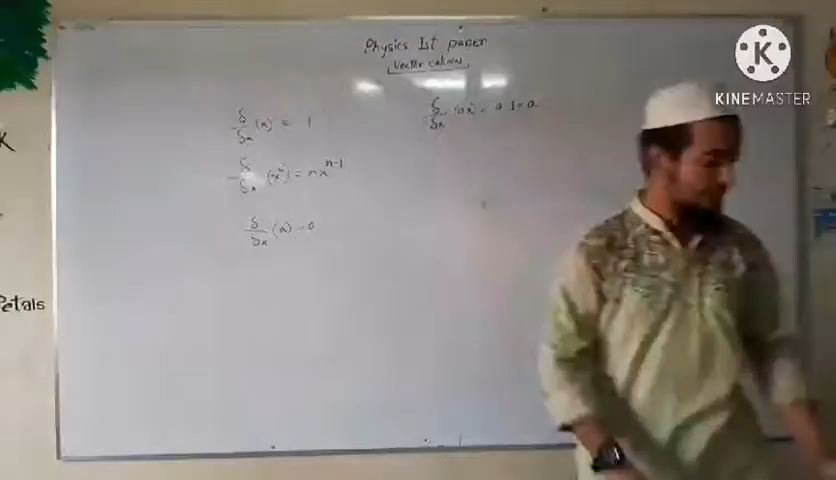 Physics 1st paper
Vector calculus
δ/δx (x) = 1
δ/δx (xⁿ) = nxⁿ⁻¹
δ/δx (a) = 0
δ/δx (ax) = a·1 = a
K
Petals
KINEMASTER